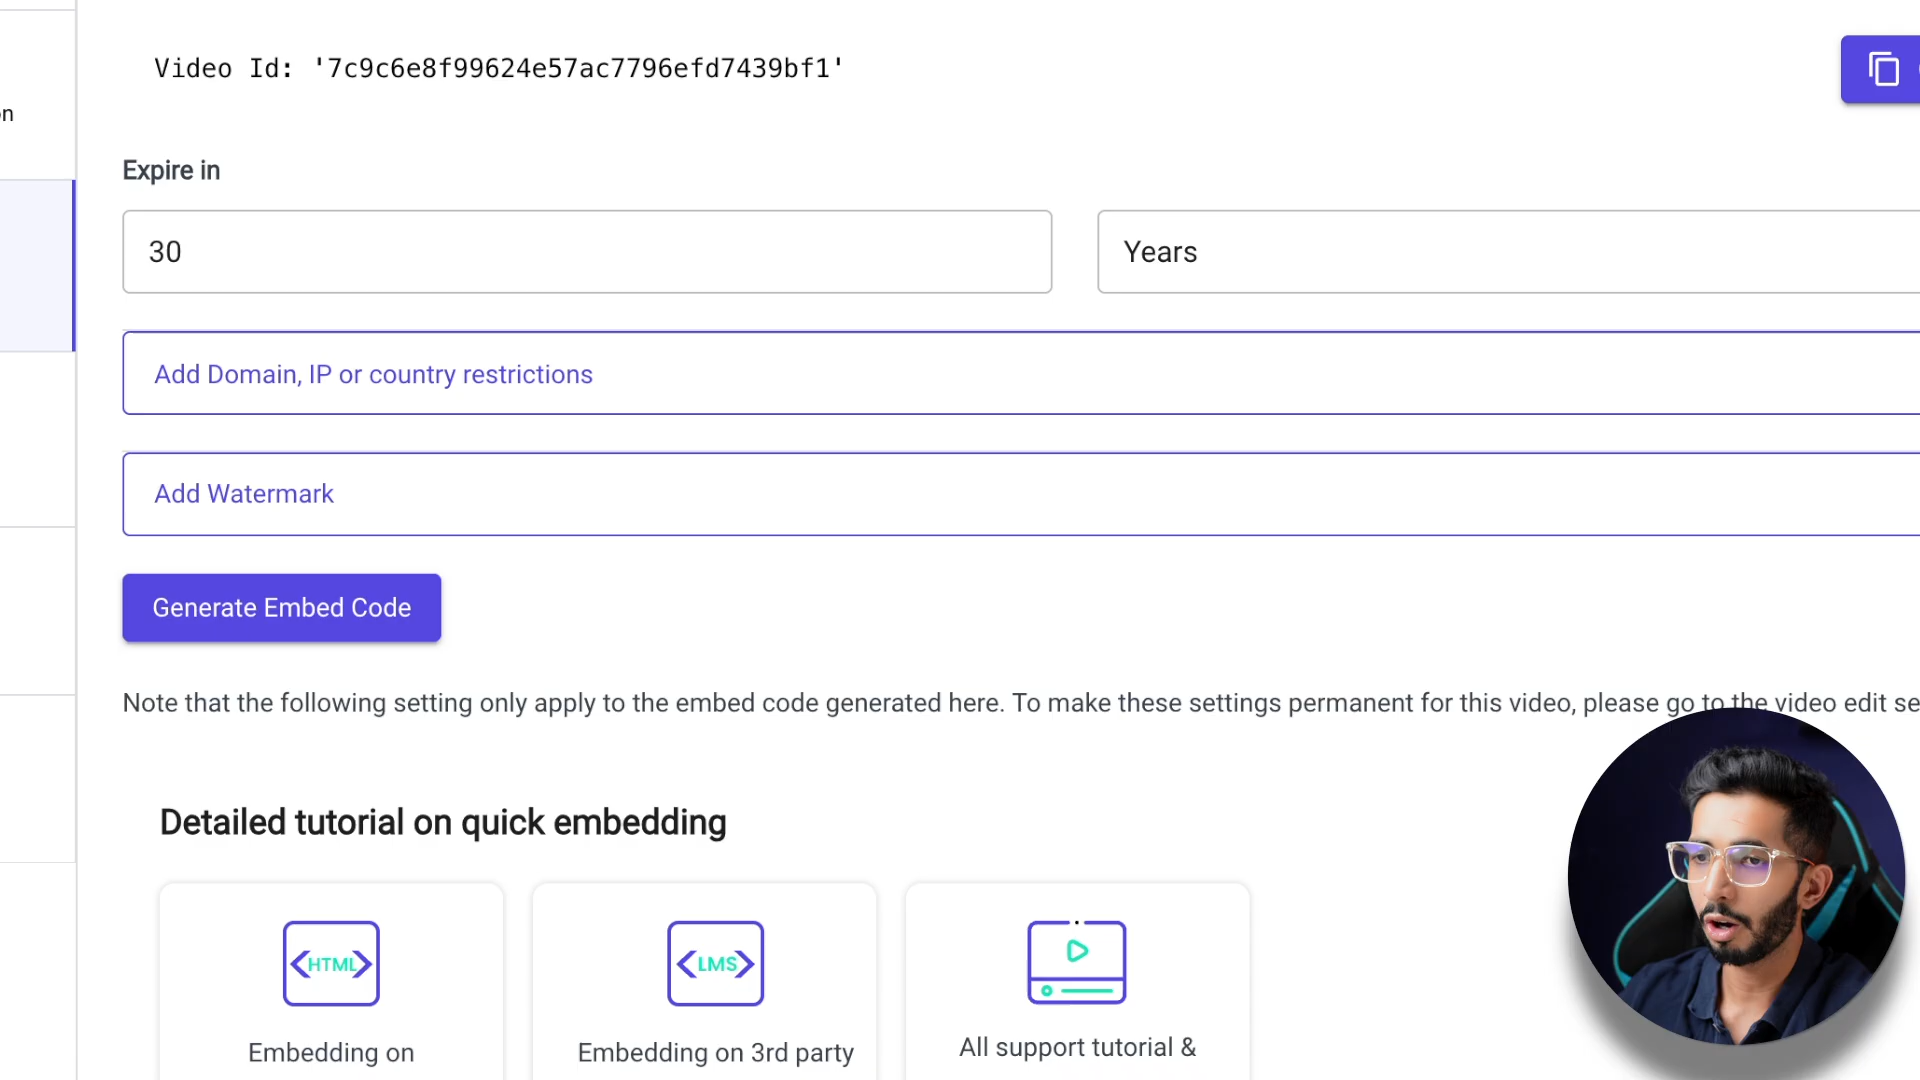 Video Id: '7c9c6e8f99624e57ac7796efd7439bf1'
on
Expire in
30
Years
Add Domain, IP or country restrictions
Add Watermark
Generate Embed Code
Note that the following setting only apply to the embed code generated here. To make these settings permanent for this video, please go to the video edit se
Detailed tutorial on quick embedding
<HTML>
<LMS>
Embedding on
Embedding on 3rd party
All support tutorial &